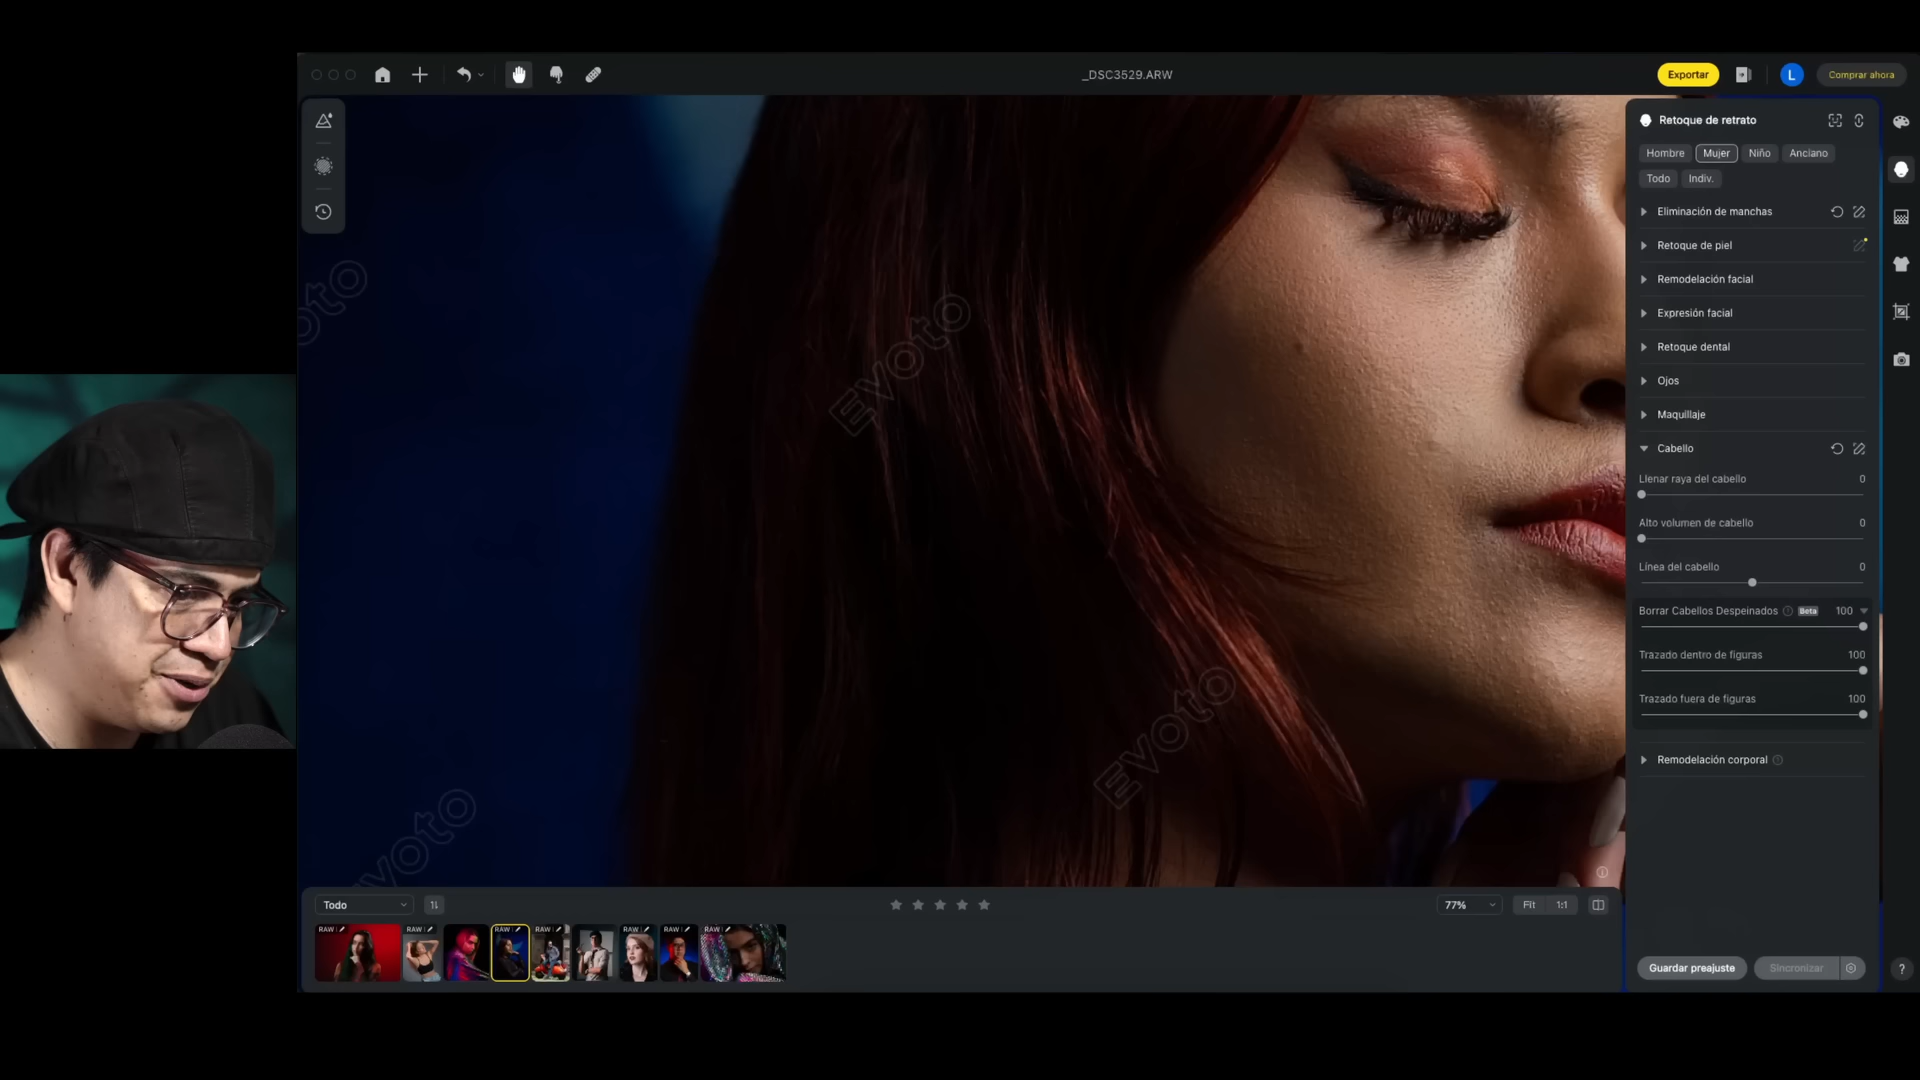 _DSC3529.ARW
Exportar
L
Comprar ahora
Retoque de retrato
Hombre Mujer Niño Anciano
Todo Indiv.
Eliminación de manchas
Retoque de piel
Remodelación facial
Expresión facial
Retoque dental
Ojos
Maquillaje
Cabello
Llenar raya del cabello 0
Alto volumen de cabello 0
Línea del cabello 0
Borrar Cabellos Despeinados Beta 100
Trazado dentro de figuras 100
Trazado fuera de figuras 100
Remodelación corporal
Guardar preajuste Sincronizar
?
evoto
evoto
evoto
evoto
Todo
77% Fit 1:1
RAW RAW RAW RAW RAW RAW RAW